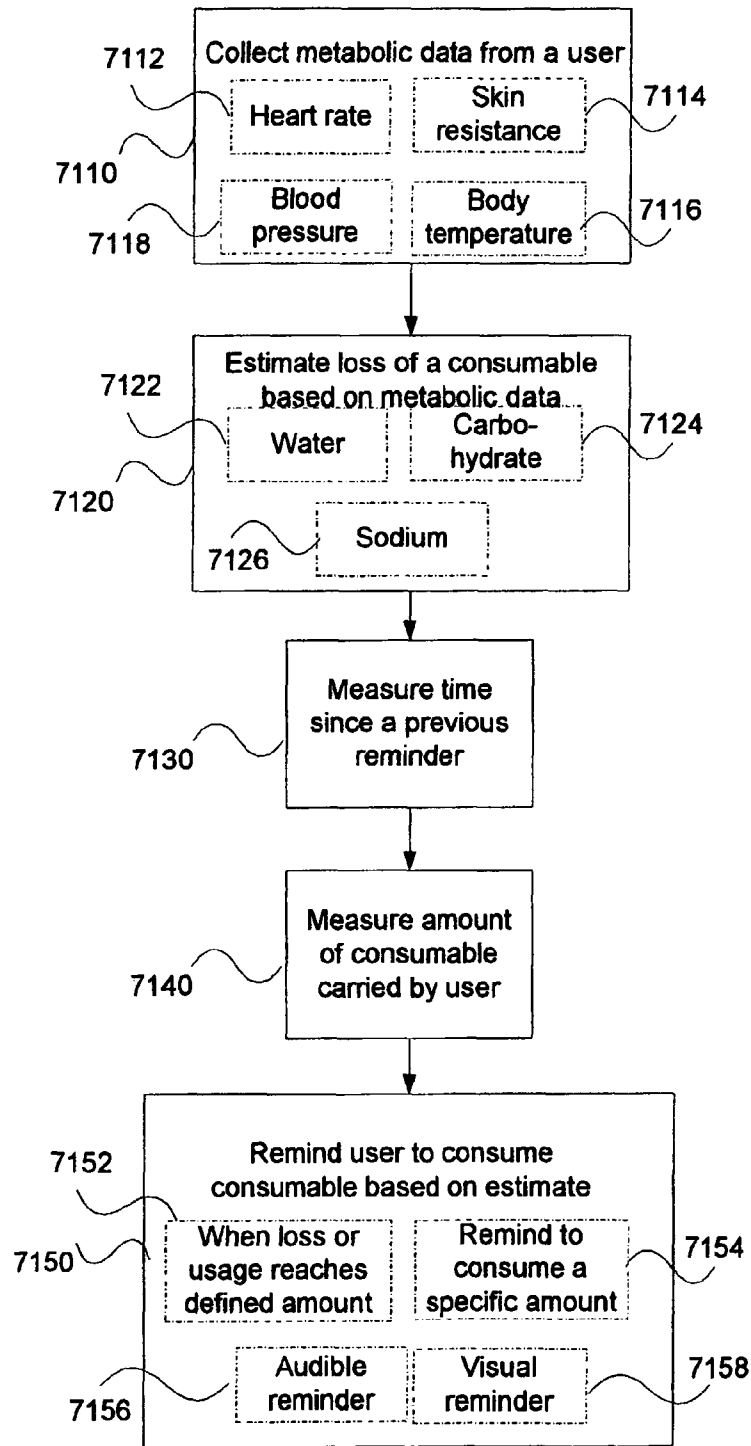 Collect metabolic data from a user
7112
Heart rate
Skin
resistance
7114
7110
Blood
pressure
Body
temperature
7116
7118
Estimate loss of a consumable
based on metabolic data
7122
Water
Carbo-
hydrate
7124
7120
Sodium
7126
Measure time
since a previous
reminder
7130
Measure amount
of consumable
carried by user
7140
Remind user to consume
consumable based on estimate
7152
7150
When loss or
usage reaches
defined amount
Remind to
consume a
specific amount
7154
Audible
reminder
Visual
reminder
7158
7156